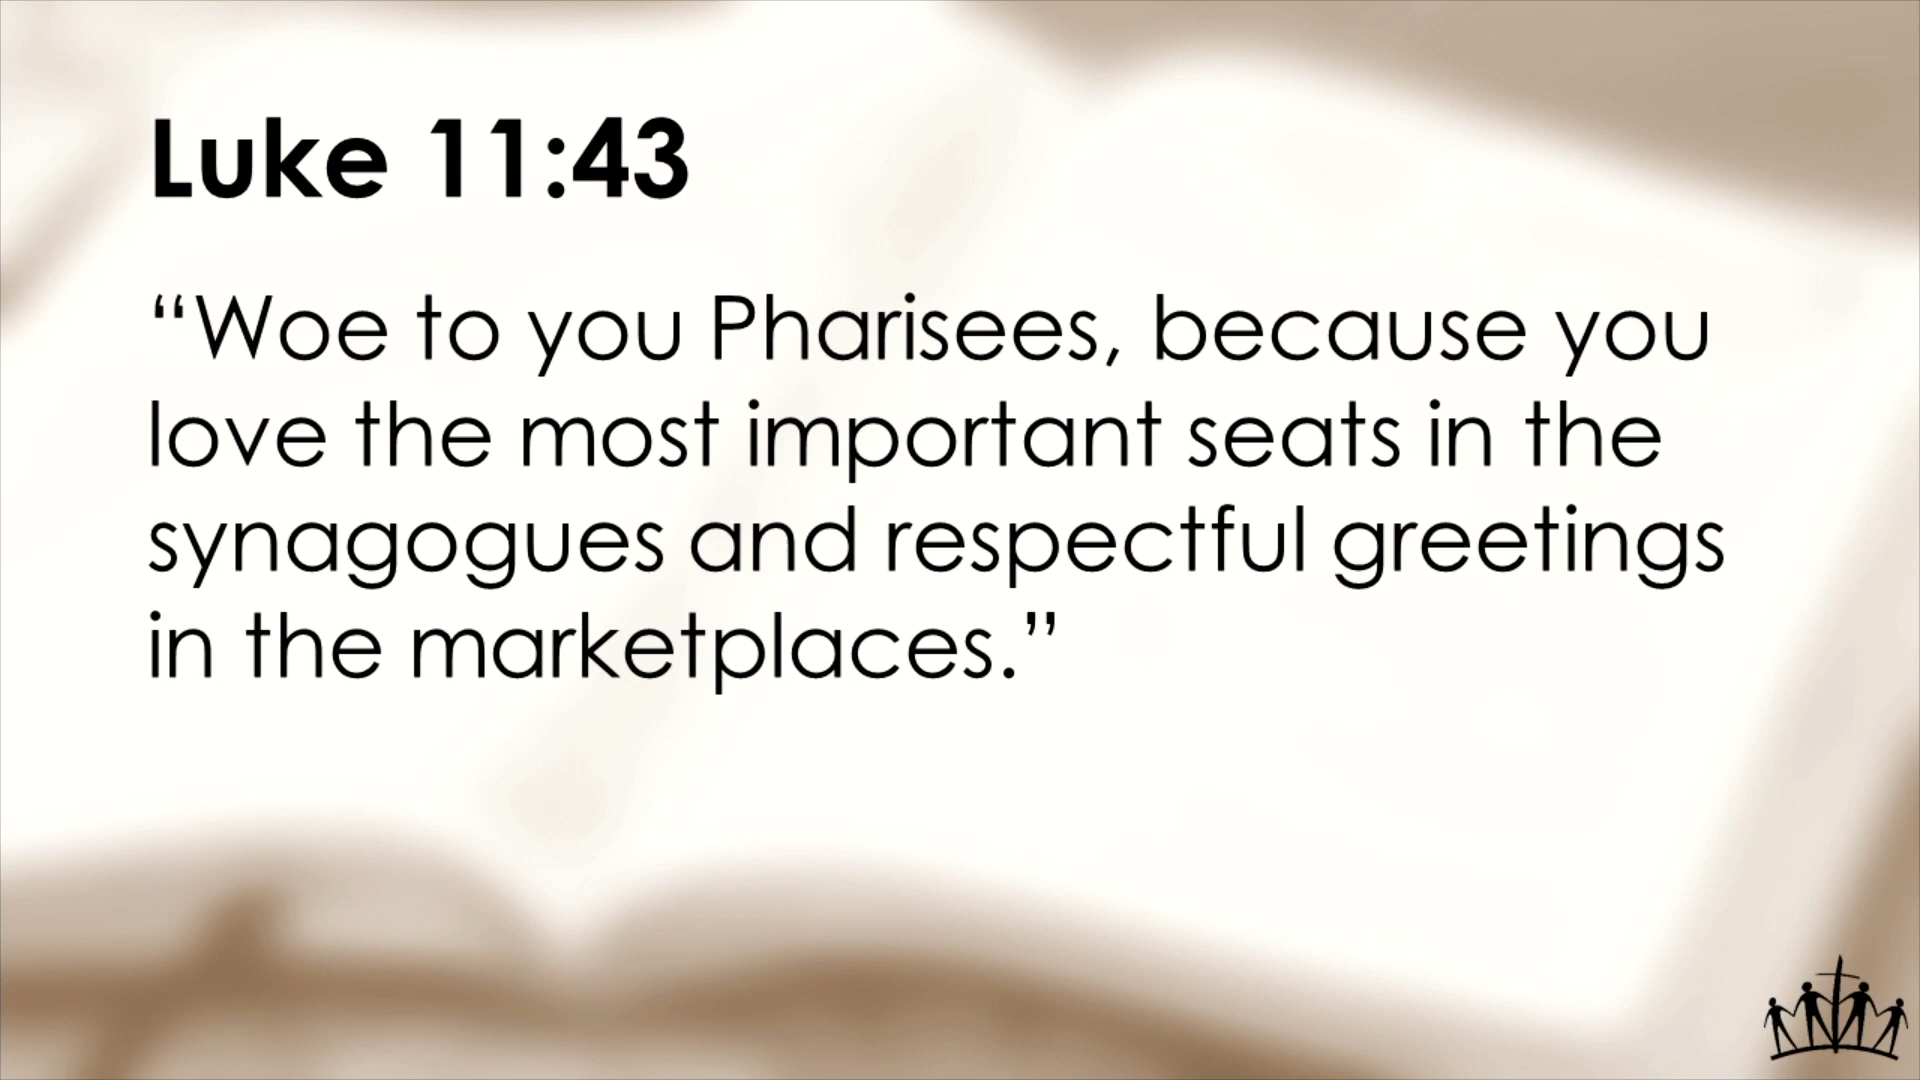 Luke 11:43
“Woe to you Pharisees, because you
love the most important seats in the
synagogues and respectful greetings
in the marketplaces.”